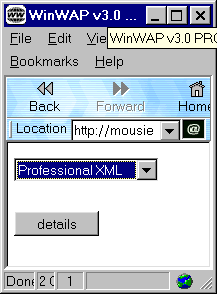 WinWAP v3.0 ...
File Edit Vie WinWAP v3.0 PRO
Bookmarks Help
Back Forward Home
Location http://mousie
Professional XML
details
Done 2 1